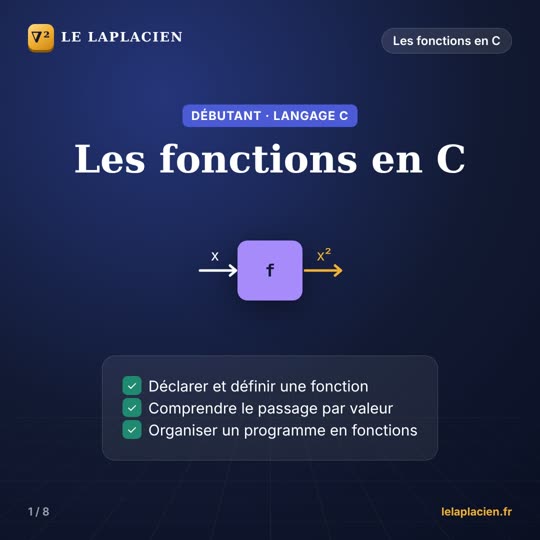 ∇² LE LAPLACIEN
Les fonctions en C
DÉBUTANT · LANGAGE C
Les fonctions en C
x
f
x²
Déclarer et définir une fonction
Comprendre le passage par valeur
Organiser un programme en fonctions
1 / 8
lelaplacien.fr